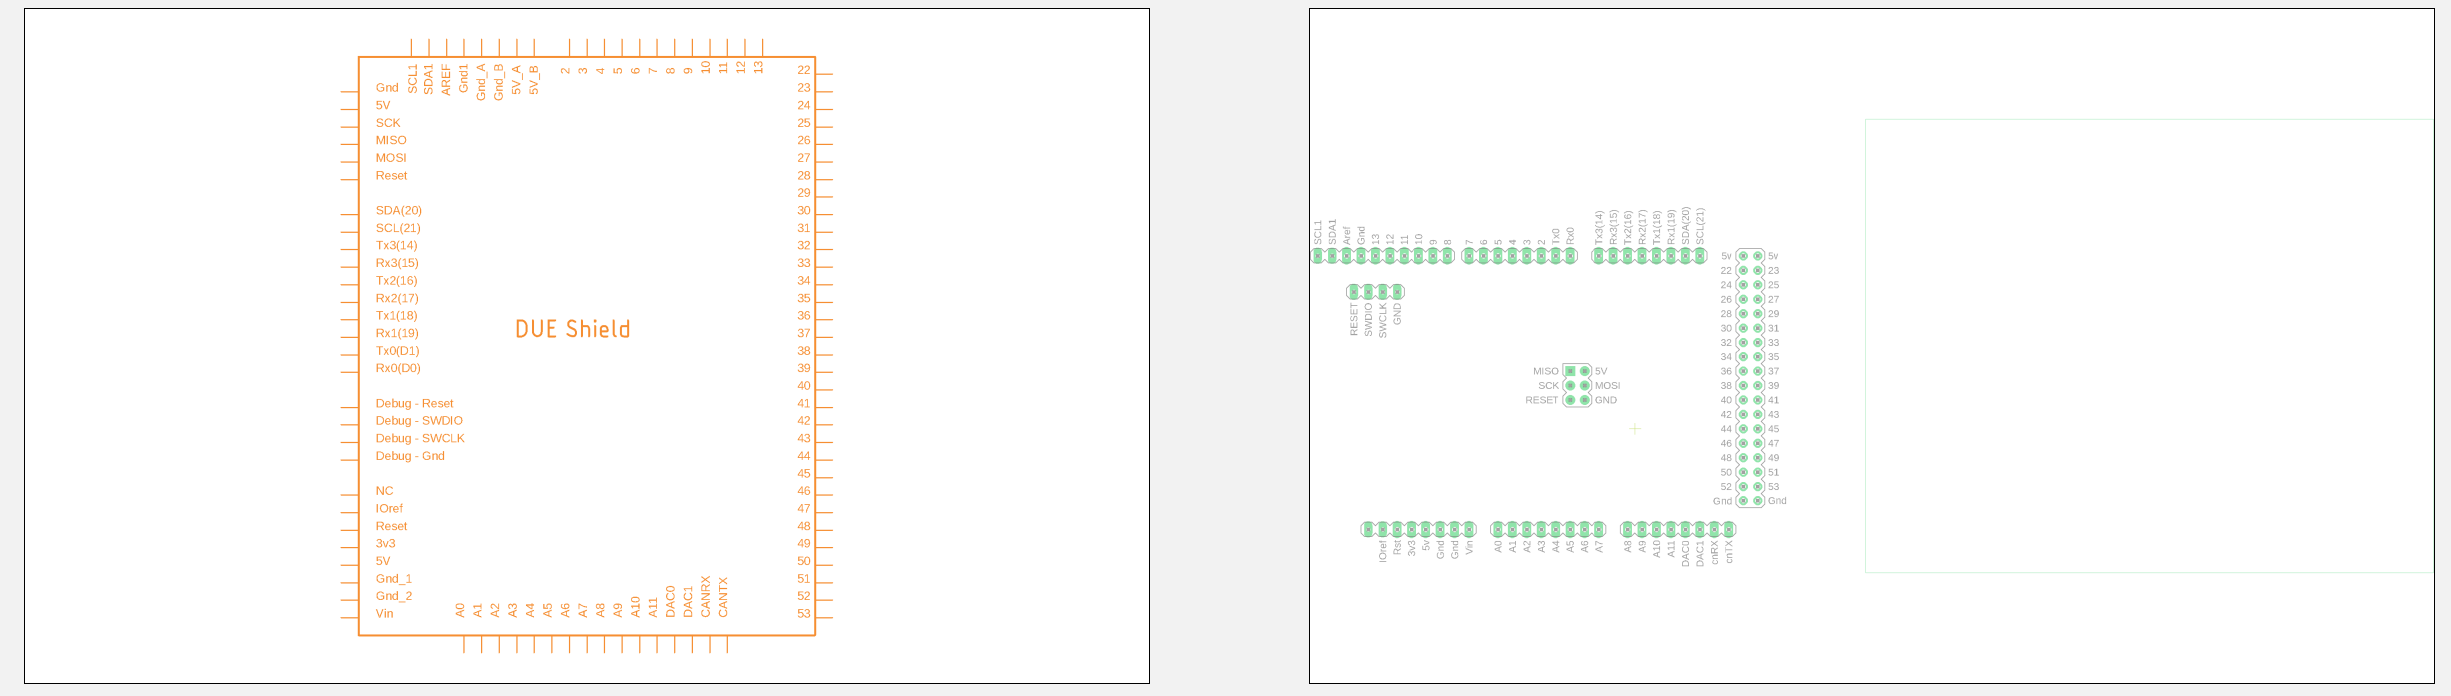 SCL1 SDA1 AREF Gnd1 Gnd_A Gnd_B 5V_A 5V_B 2 3 4 5 6 7 8 9 10 11 12 13
22
Gnd 23
5V 24
SCK 25
MISO 26
MOSI 27
Reset 28
29
SDA(20) 30
SCL(21) 31
Tx3(14) 32
Rx3(15) 33
Tx2(16) 34
Rx2(17) 35
Tx1(18) 36
DUE Shield
Rx1(19) 37
Tx0(D1) 38
Rx0(D0) 39
40
Debug - Reset 41
Debug - SWDIO 42
Debug - SWCLK 43
Debug - Gnd 44
45
NC 46
IOref 47
Reset 48
3v3 49
5V 50
Gnd_1 51
Gnd_2 52
Vin 53
A0 A1 A2 A3 A4 A5 A6 A7 A8 A9 A10 A11 DAC0 DAC1 CANRX CANTX
SCL1 SDA1 Aref Gnd 13 12 11 10 9 8 7 6 5 4 3 2 Tx0 Rx0 Tx3(14) Rx3(15) Tx2(16) Rx2(17) Tx1(18) Rx1(19) SDA(20) SCL(21)
5v 5v
22 23
24 25
26 27
28 29
30 31
32 33
34 35
36 37
38 39
40 41
42 43
44 45
46 47
48 49
50 51
52 53
Gnd Gnd
RESET SWDIO SWCLK GND
MISO 5V
SCK MOSI
RESET GND
iOref Rst 3v3 5v Gnd Gnd Vin A0 A1 A2 A3 A4 A5 A6 A7 A8 A9 A10 A11 DAC0 DAC1 cnRX cnTX